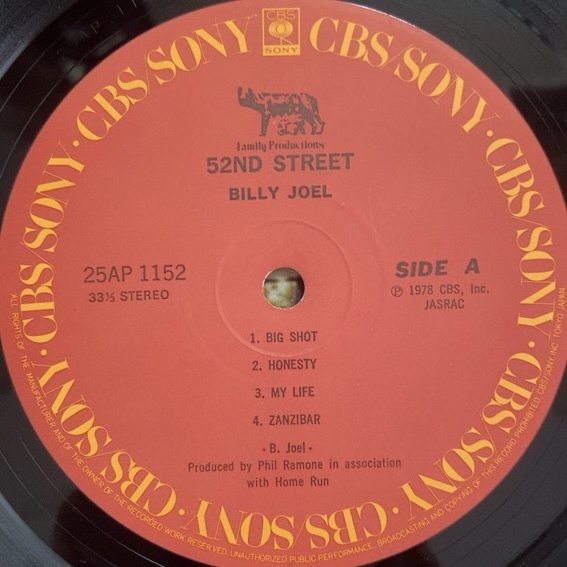 CBS/SONY · CBS/SONY · CBS/SONY · CBS/SONY · CBS/SONY · CBS/SONY · CBS/SONY · CBS/SONY
CBS
SONY
Family Productions
52ND STREET
BILLY JOEL
25AP 1152
33⅓ STEREO
SIDE A
Ⓟ 1978 CBS, Inc.
JASRAC
1. BIG SHOT
2. HONESTY
3. MY LIFE
4. ZANZIBAR
- B. Joel -
Produced by Phil Ramone in association
with Home Run
ALL RIGHTS OF THE MANUFACTURER AND OF THE OWNER OF THE RECORDED WORK RESERVED. UNAUTHORIZED PUBLIC PERFORMANCE, BROADCASTING AND COPYING OF THIS RECORD PROHIBITED. CBS/SONY INC. TOKYO JAPAN